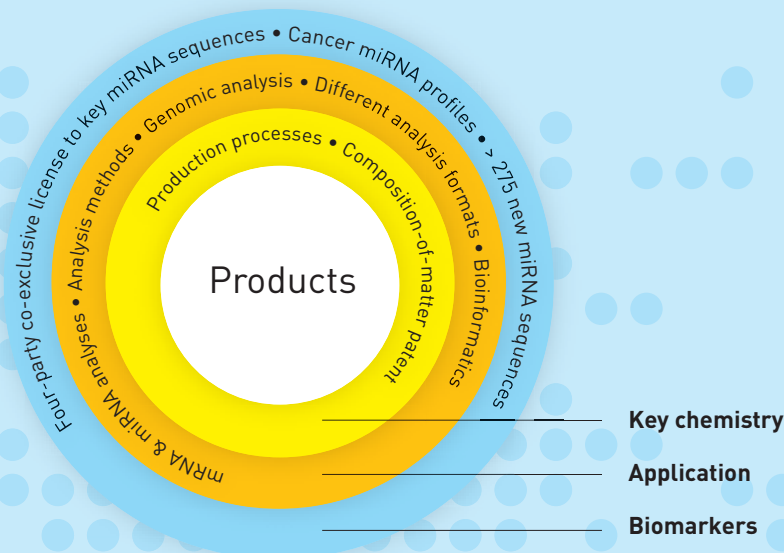 Four-party co-exclusive license to key miRNA sequences • Cancer miRNA profiles • > 275 new miRNA sequences
mRNA & miRNA analyses • Analysis methods • Genomic analysis • Different analysis formats • Bioinformatics
Production processes • Composition-of-matter patent
Products
Key chemistry
Application
Biomarkers